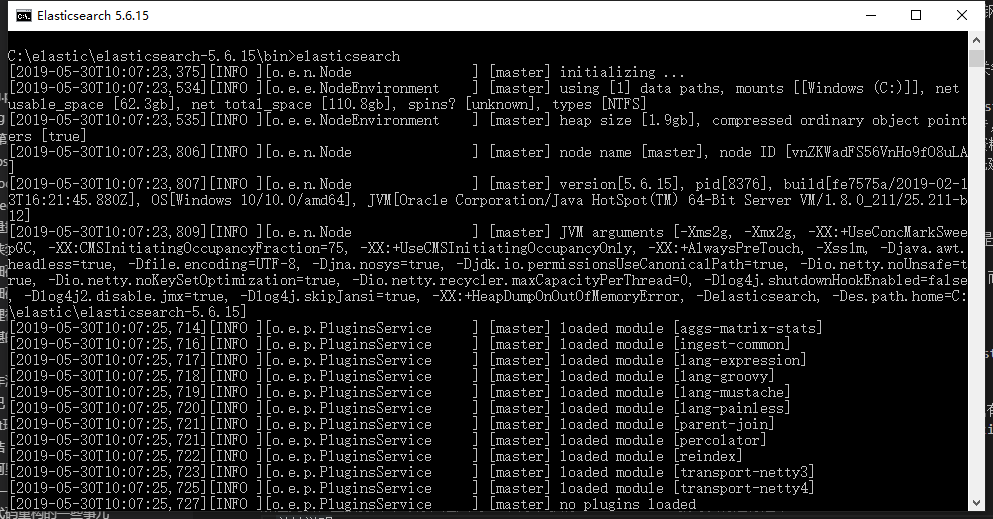 Elasticsearch 5.6.15
C:\elastic\elasticsearch-5.6.15\bin>elasticsearch
[2019-05-30T10:07:23,375][INFO ][o.e.n.Node               ] [master] initializing ...
[2019-05-30T10:07:23,534][INFO ][o.e.e.NodeEnvironment    ] [master] using [1] data paths, mounts [[Windows (C:)]], net
usable_space [62.3gb], net total_space [110.8gb], spins? [unknown], types [NTFS]
[2019-05-30T10:07:23,535][INFO ][o.e.e.NodeEnvironment    ] [master] heap size [1.9gb], compressed ordinary object point
ers [true]
[2019-05-30T10:07:23,806][INFO ][o.e.n.Node               ] [master] node name [master], node ID [vnZKWadFS56VnHo9fO8uLA
]
[2019-05-30T10:07:23,807][INFO ][o.e.n.Node               ] [master] version[5.6.15], pid[8376], build[fe7575a/2019-02-1
3T16:21:45.880Z], OS[Windows 10/10.0/amd64], JVM[Oracle Corporation/Java HotSpot(TM) 64-Bit Server VM/1.8.0_211/25.211-b
12]
[2019-05-30T10:07:23,809][INFO ][o.e.n.Node               ] [master] JVM arguments [-Xms2g, -Xmx2g, -XX:+UseConcMarkSwee
pGC, -XX:CMSInitiatingOccupancyFraction=75, -XX:+UseCMSInitiatingOccupancyOnly, -XX:+AlwaysPreTouch, -Xss1m, -Djava.awt.
headless=true, -Dfile.encoding=UTF-8, -Djna.nosys=true, -Djdk.io.permissionsUseCanonicalPath=true, -Dio.netty.noUnsafe=t
rue, -Dio.netty.noKeySetOptimization=true, -Dio.netty.recycler.maxCapacityPerThread=0, -Dlog4j.shutdownHookEnabled=false
, -Dlog4j2.disable.jmx=true, -Dlog4j.skipJansi=true, -XX:+HeapDumpOnOutOfMemoryError, -Delasticsearch, -Des.path.home=C:
\elastic\elasticsearch-5.6.15]
[2019-05-30T10:07:25,714][INFO ][o.e.p.PluginsService     ] [master] loaded module [aggs-matrix-stats]
[2019-05-30T10:07:25,716][INFO ][o.e.p.PluginsService     ] [master] loaded module [ingest-common]
[2019-05-30T10:07:25,717][INFO ][o.e.p.PluginsService     ] [master] loaded module [lang-expression]
[2019-05-30T10:07:25,718][INFO ][o.e.p.PluginsService     ] [master] loaded module [lang-groovy]
[2019-05-30T10:07:25,719][INFO ][o.e.p.PluginsService     ] [master] loaded module [lang-mustache]
[2019-05-30T10:07:25,720][INFO ][o.e.p.PluginsService     ] [master] loaded module [lang-painless]
[2019-05-30T10:07:25,721][INFO ][o.e.p.PluginsService     ] [master] loaded module [parent-join]
[2019-05-30T10:07:25,721][INFO ][o.e.p.PluginsService     ] [master] loaded module [percolator]
[2019-05-30T10:07:25,722][INFO ][o.e.p.PluginsService     ] [master] loaded module [reindex]
[2019-05-30T10:07:25,723][INFO ][o.e.p.PluginsService     ] [master] loaded module [transport-netty3]
[2019-05-30T10:07:25,725][INFO ][o.e.p.PluginsService     ] [master] loaded module [transport-netty4]
[2019-05-30T10:07:25,727][INFO ][o.e.p.PluginsService     ] [master] no plugins loaded